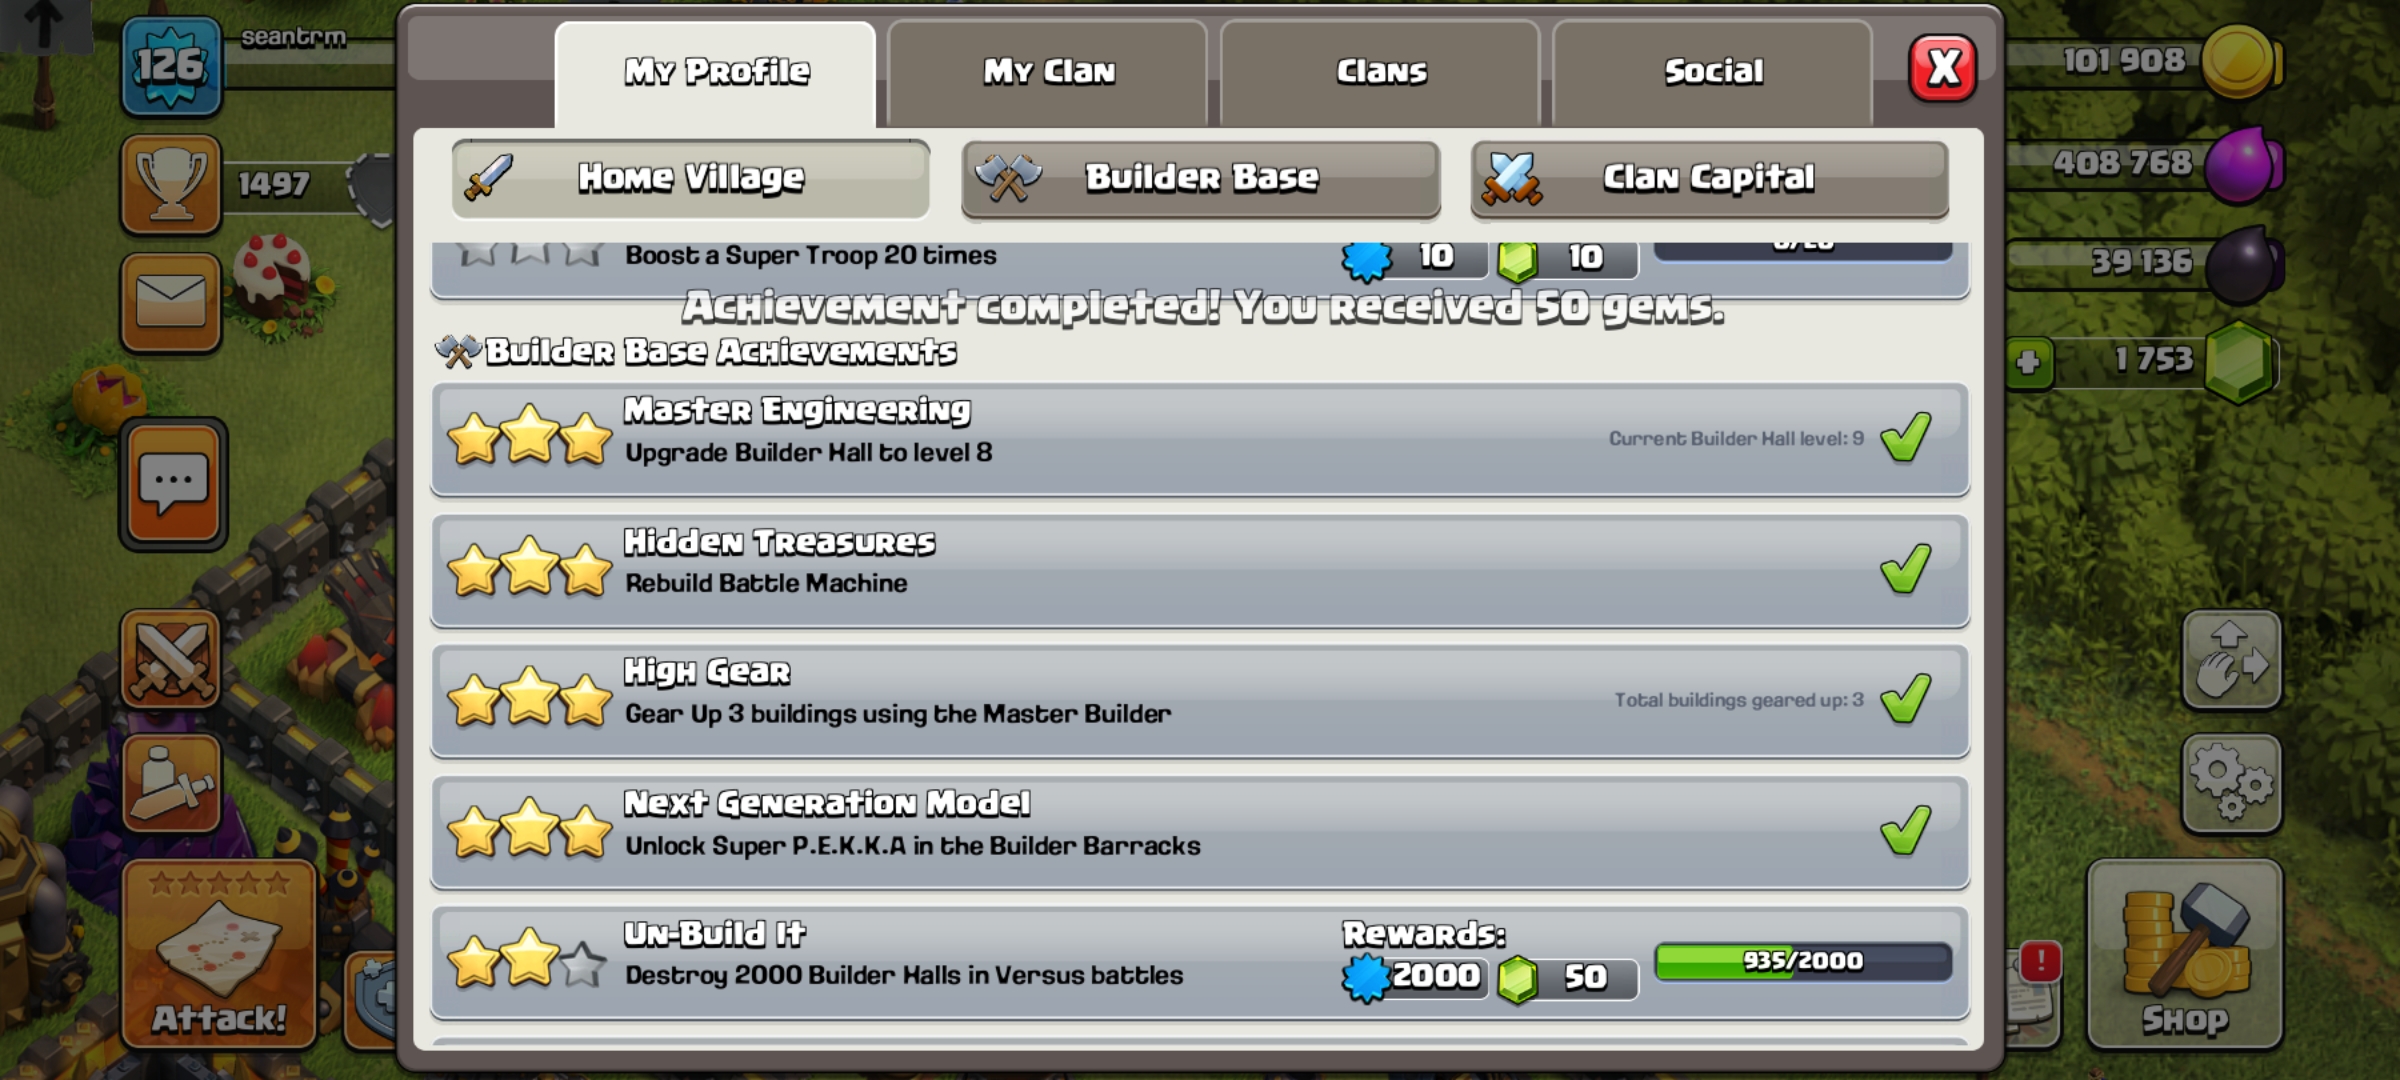 seantrm
126
1497
My Profile
My Clan
Clans
Social
X
101 908
408 768
39 136
1 753
Home Village
Builder Base
Clan Capital
Boost a Super Troop 20 times
10
10
Achievement completed! You received 50 gems.
Builder Base Achievements
Master Engineering
Upgrade Builder Hall to level 8
Current Builder Hall level: 9
Hidden Treasures
Rebuild Battle Machine
High Gear
Gear Up 3 buildings using the Master Builder
Total buildings geared up: 3
Next Generation Model
Unlock Super P.E.K.K.A in the Builder Barracks
Un-Build It
Destroy 2000 Builder Halls in Versus battles
Rewards:
2000
50
935/2000
Attack!
!
Shop